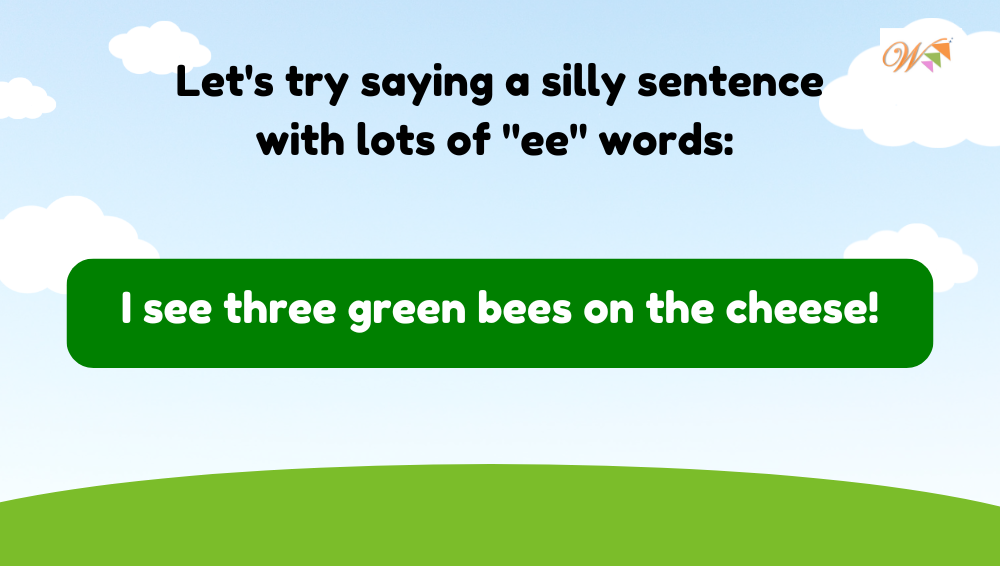 W
Let's try saying a silly sentence
with lots of "ee" words:
I see three green bees on the cheese!